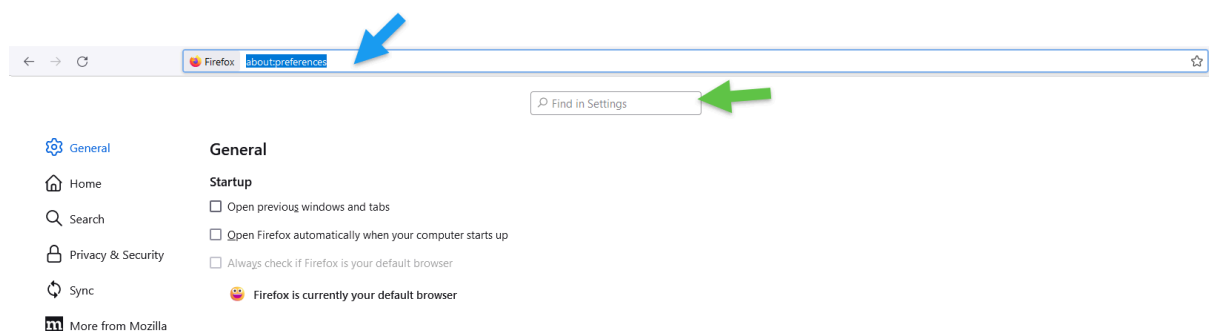 Firefox about:preferences
Find in Settings
General
Home
Search
Privacy & Security
Sync
More from Mozilla
General
Startup
Open previous windows and tabs
Open Firefox automatically when your computer starts up
Always check if Firefox is your default browser
Firefox is currently your default browser